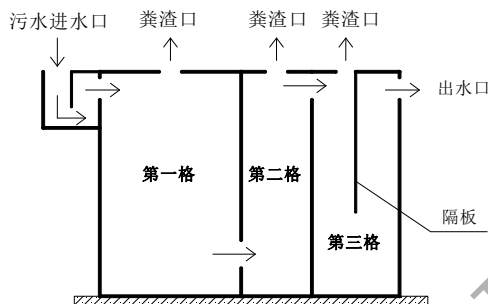 污水进水口 粪渣口 粪渣口 粪渣口
出水口
第一格 第二格
隔板
第三格